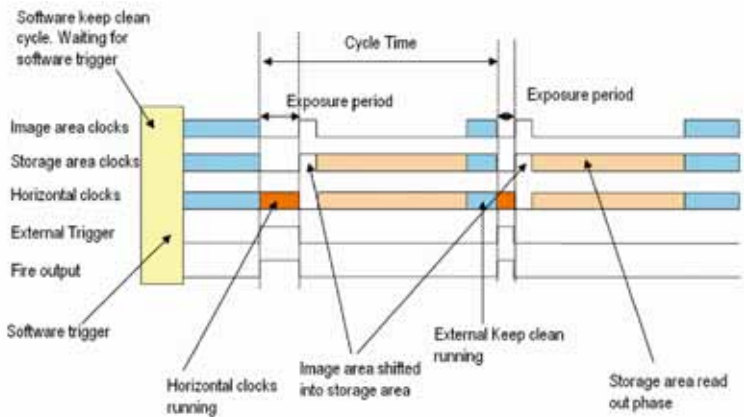 Software keep clean
cycle. Waiting for
software trigger
Cycle Time
Exposure period
Exposure period
Image area clocks
Storage area clocks
Horizontal clocks
External Trigger
Fire output
Software trigger
Horizontal clocks
running
Image area shifted
into storage area
External Keep clean
running
Storage area read
out phase